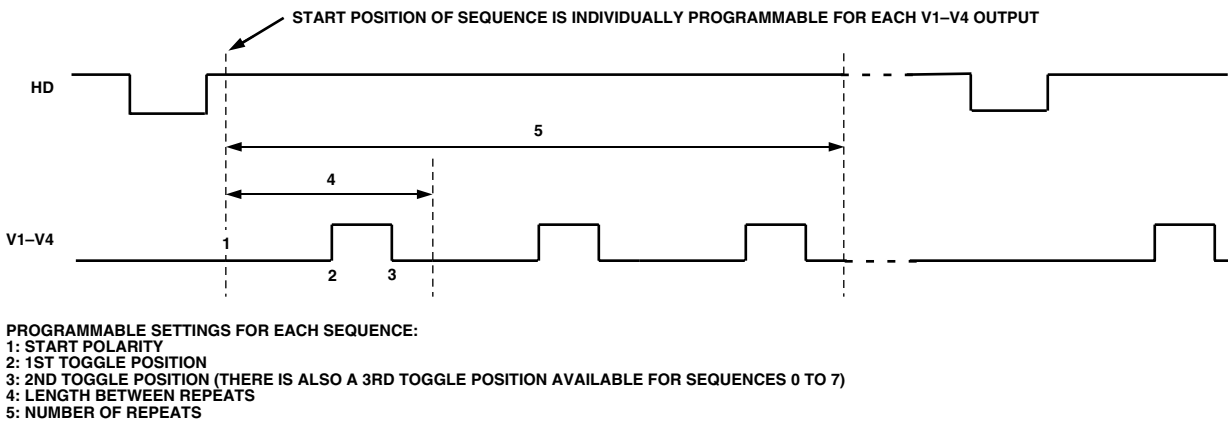 START POSITION OF SEQUENCE IS INDIVIDUALLY PROGRAMMABLE FOR EACH V1–V4 OUTPUT
HD
5
4
V1–V4
1
2
3
PROGRAMMABLE SETTINGS FOR EACH SEQUENCE:
1: START POLARITY
2: 1ST TOGGLE POSITION
3: 2ND TOGGLE POSITION (THERE IS ALSO A 3RD TOGGLE POSITION AVAILABLE FOR SEQUENCES 0 TO 7)
4: LENGTH BETWEEN REPEATS
5: NUMBER OF REPEATS